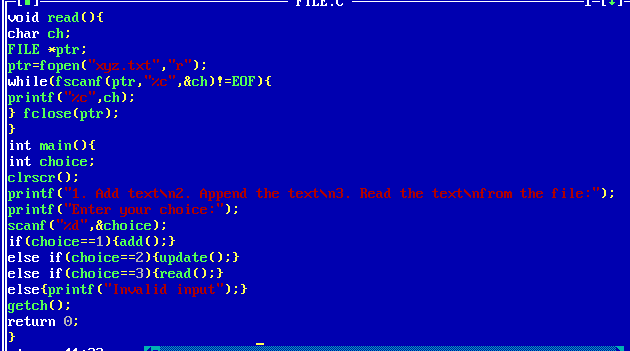 FILE.C
void read(){
char ch;
FILE *ptr;
ptr=fopen("xyz.txt","r");
while(fscanf(ptr,"%c",&ch)!=EOF){
printf("%c",ch);
} fclose(ptr);
}
int main(){
int choice;
clrscr();
printf("1. Add text\n2. Append the text\n3. Read the text\nfrom the file:");
printf("Enter your choice:");
scanf("%d",&choice);
if(choice==1){add();}
else if(choice==2){update();}
else if(choice==3){read();}
else{printf("Invalid input");}
getch();
return 0;
}